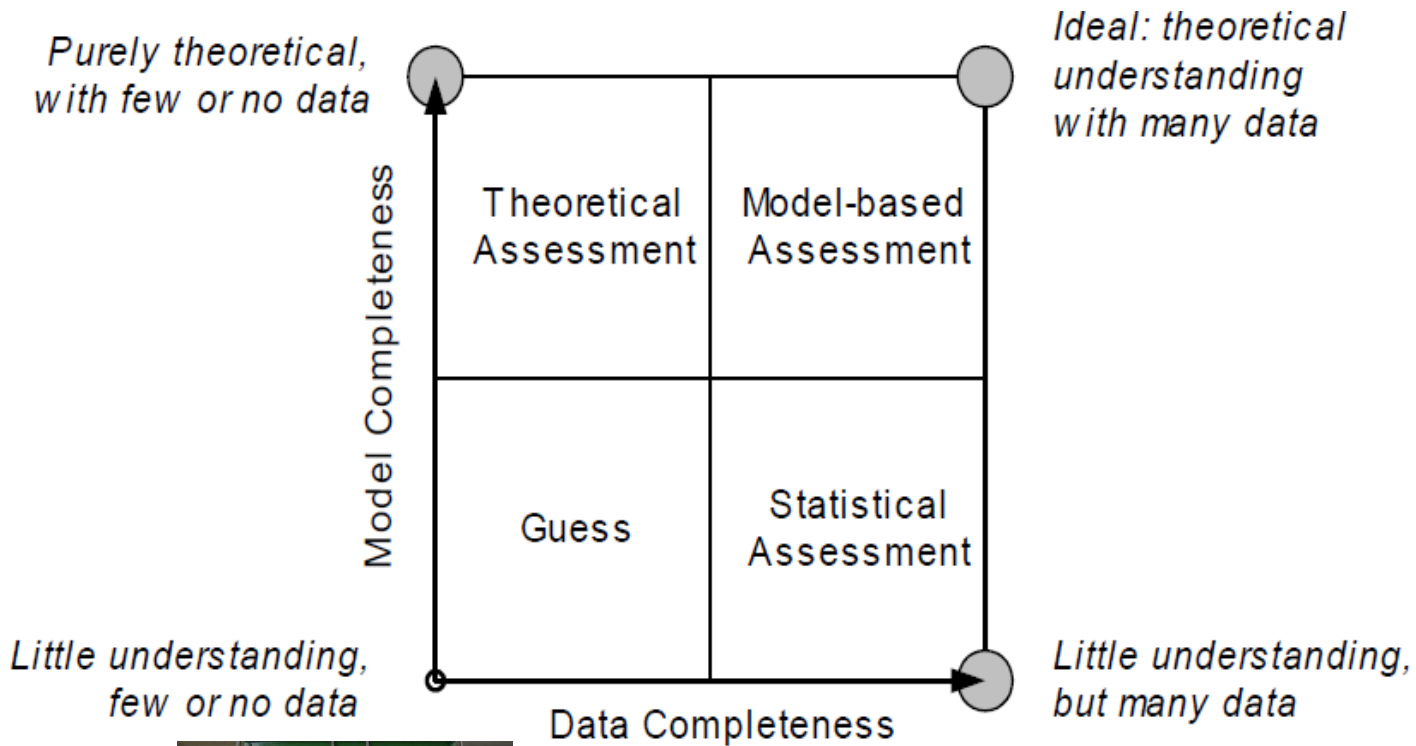 Purely theoretical,
with few or no data
Ideal: theoretical
understanding
with many data
Model Completeness
Theoretical
Assessment
Model-based
Assessment
Guess
Statistical
Assessment
Little understanding,
few or no data
Data Completeness
Little understanding,
but many data